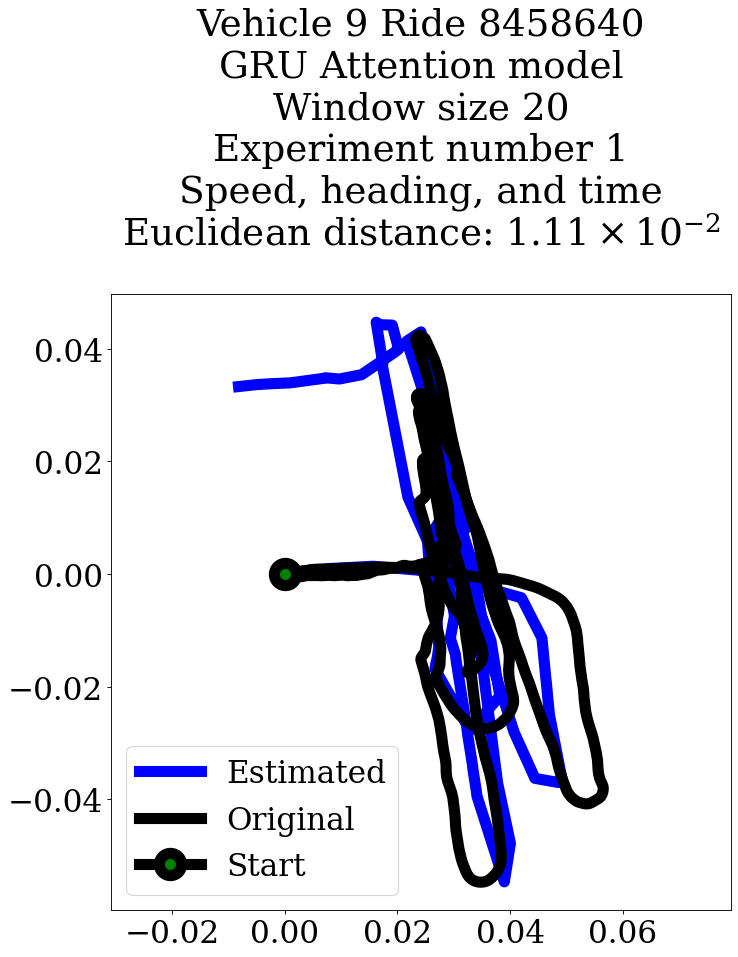 Vehicle 9 Ride 8458640
GRU Attention model
Window size 20
Experiment number 1
Speed, heading, and time
Euclidean distance: 1.11 × 10⁻²
0.04
0.02
0.00
−0.02
−0.04
Estimated
Original
Start
−0.02 0.00 0.02 0.04 0.06